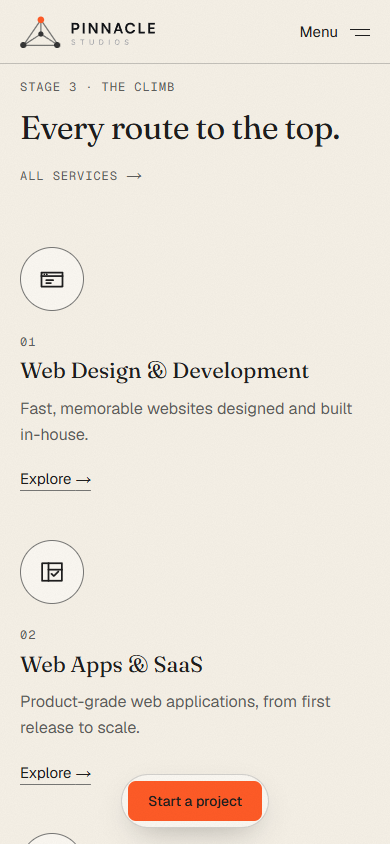 PINNACLE
STUDIOS
Menu
STAGE 3 · THE CLIMB
Every route to the top.
ALL SERVICES →
01
Web Design & Development
Fast, memorable websites designed and built
in-house.
Explore →
02
Web Apps & SaaS
Product-grade web applications, from first
release to scale.
Explore →
Start a project